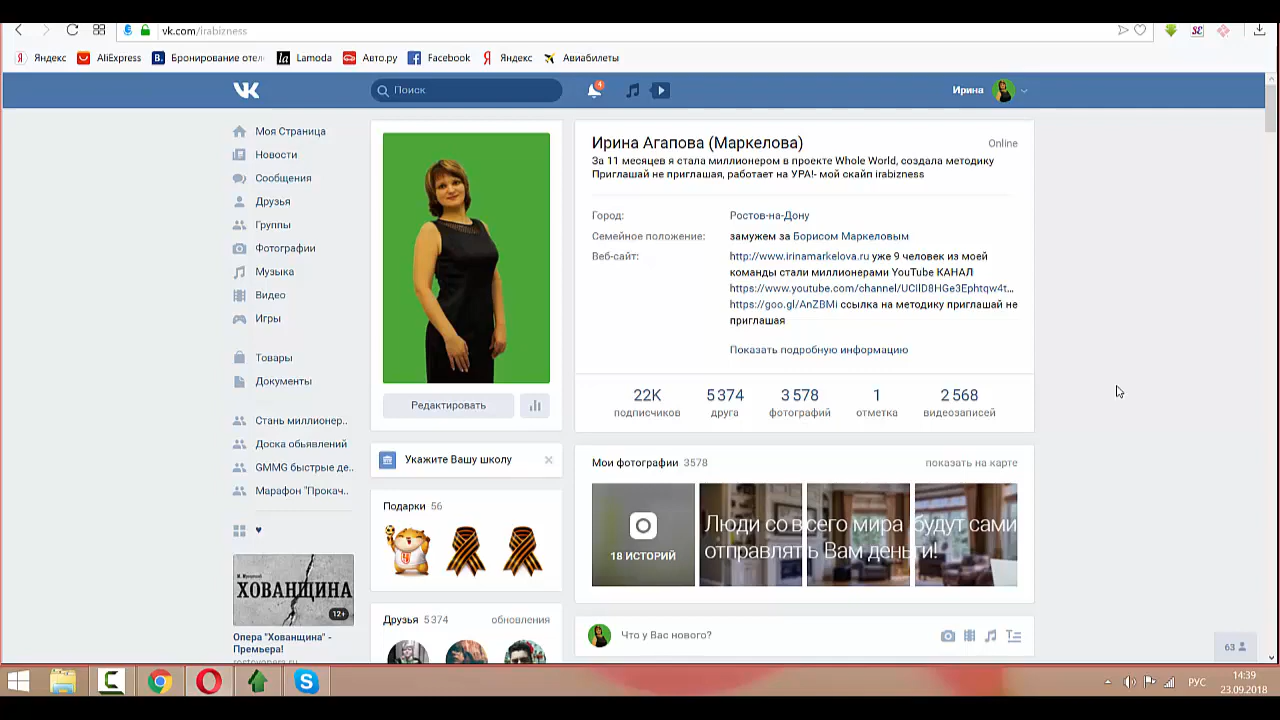 vk.com/irabizness
Яндекс
AliExpress
Бронирование отел
Lamoda
Авто.ру
Facebook
Яндекс
Авиабилеты
Поиск
4
Ирина
Моя Страница
Новости
Сообщения
Друзья
Группы
Фотографии
Музыка
Видео
Игры
Товары
Документы
Стань миллионер..
Доска обьявлений
GMMG быстрые де..
Марафон "Прокач..
ХОВАНЩИНА
12+
Опера "Хованщина" -
Премьера!
Редактировать
Укажите Вашу школу
Подарки 56
Друзья 5 374 обновления
Ирина Агапова (Маркелова) Online
За 11 месяцев я стала миллионером в проекте Whole World, создала методику
Приглашай не приглашая, работает на УРА!- мой скайп irabizness
Город: Ростов-на-Дону
Семейное положение: замужем за Борисом Маркеловым
Веб-сайт: http://www.irinamarkelova.ru уже 9 человек из моей
команды стали миллионерами YouTube КАНАЛ
https://www.youtube.com/channel/UCIlD8HGe3Ephtqw4t...
https://goo.gl/AnZBMi ссылка на методику приглашай не
приглашая
Показать подробную информацию
22K 5 374 3 578 1 2 568
подписчиков друга фотографий отметка видеозаписей
Мои фотографии 3578 показать на карте
18 ИСТОРИЙ
Люди со всего мира будут сами
отправлять Вам деньги!
Что у Вас нового?
63
РУС
14:39
23.09.2018